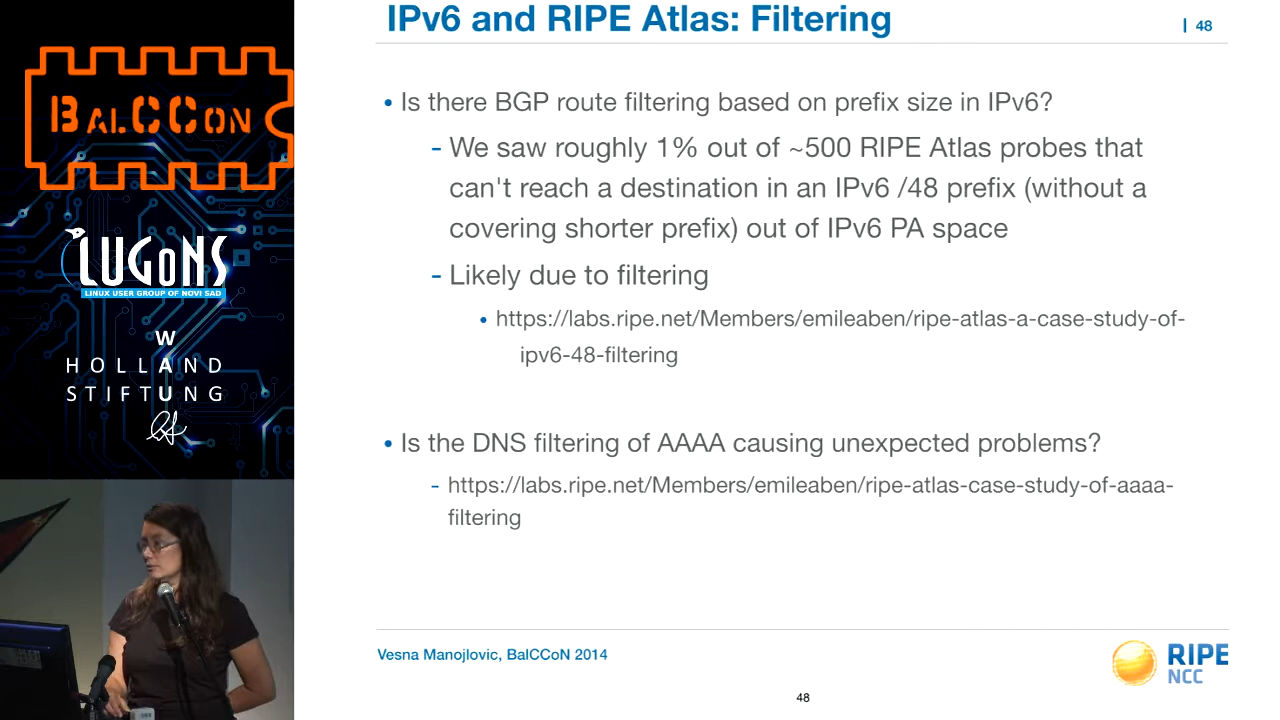 IPv6 and RIPE Atlas: Filtering
| 48
BALCCON
LUGoNS
LINUX USER GROUP OF NOVI SAD
W
HOLLAND
A
STIFTUNG
• Is there BGP route filtering based on prefix size in IPv6?
- We saw roughly 1% out of ~500 RIPE Atlas probes that
can't reach a destination in an IPv6 /48 prefix (without a
covering shorter prefix) out of IPv6 PA space
- Likely due to filtering
• https://labs.ripe.net/Members/emileaben/ripe-atlas-a-case-study-of-
ipv6-48-filtering
• Is the DNS filtering of AAAA causing unexpected problems?
- https://labs.ripe.net/Members/emileaben/ripe-atlas-case-study-of-aaaa-
filtering
Vesna Manojlovic, BalCCoN 2014
RIPE
NCC
48